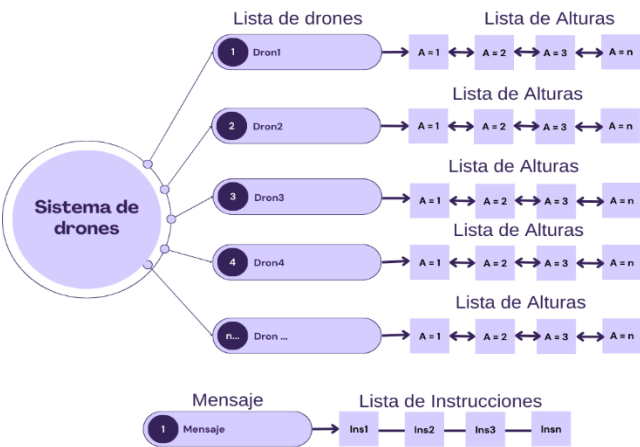 Lista de drones
Lista de Alturas
1 Dron1 A = 1 A = 2 A = 3 A = n
Lista de Alturas
2 Dron2 A = 1 A = 2 A = 3 A = n
Lista de Alturas
3 Dron3 A = 1 A = 2 A = 3 A = n
Sistema de
drones
Lista de Alturas
4 Dron4 A = 1 A = 2 A = 3 A = n
Lista de Alturas
n... Dron ... A = 1 A = 2 A = 3 A = n
Mensaje
Lista de Instrucciones
1 Mensaje Ins1 Ins2 Ins3 Insn